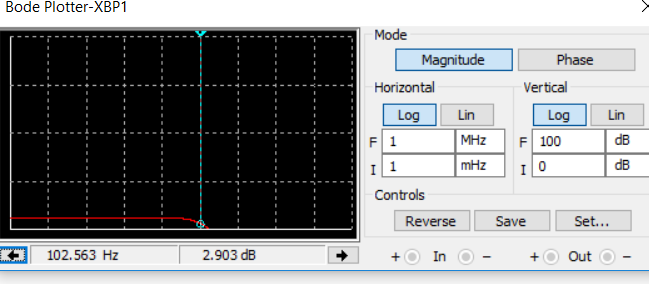 Bode Plotter-XBP1
Mode
Magnitude Phase
Horizontal Vertical
Log Lin Log Lin
F 1 MHz F 100 dB
I 1 mHz I 0 dB
Controls
Reverse Save Set...
102.563 Hz 2.903 dB + In − + Out −